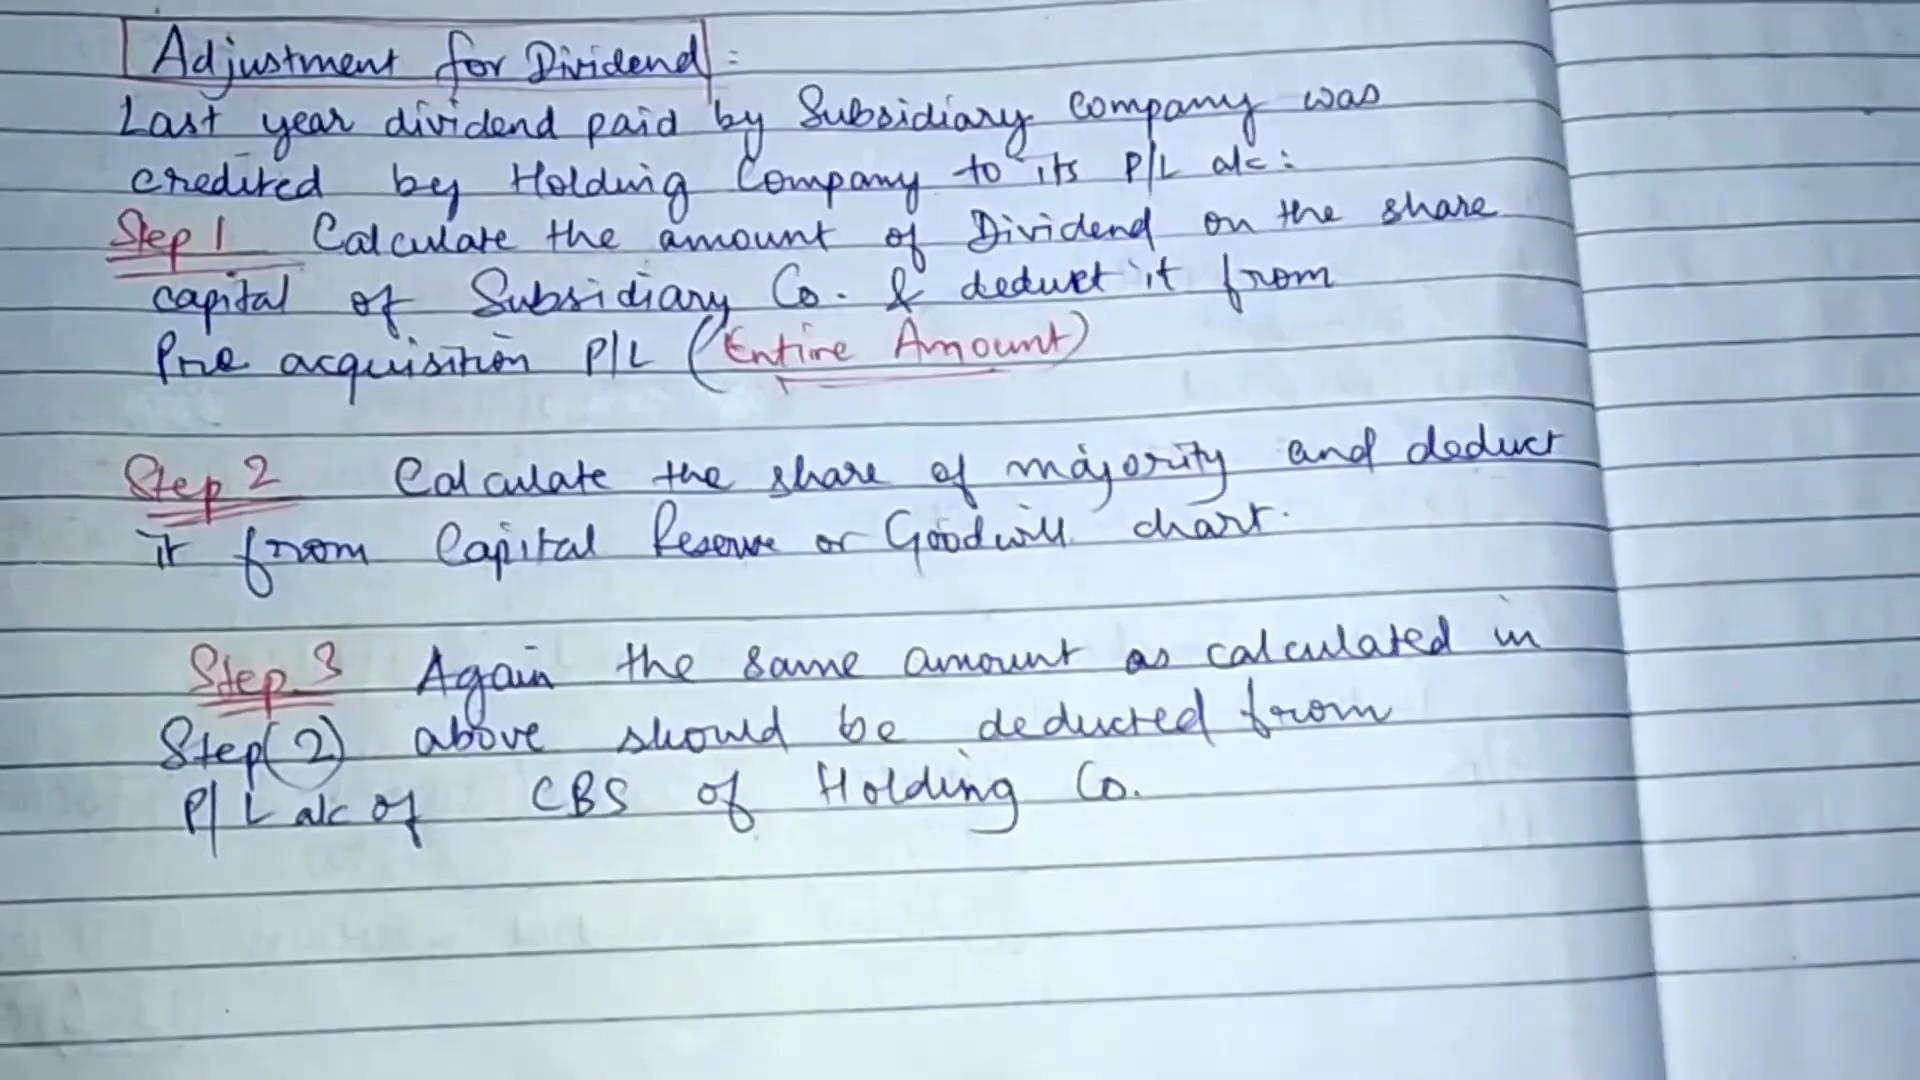 Adjustment for Dividend :
Last year dividend paid by Subsidiary Company was
credited by Holding Company to its P/L a/c :
Step 1 Calculate the amount of Dividend on the share
capital of Subsidiary Co. & deduct it from
Pre acquisition P/L (Entire Amount)
Step 2 Calculate the share of majority and deduct
it from Capital Reserve or Goodwill chart.
Step 3 Again the same amount as calculated in
Step (2) above should be deducted from
P/L a/c of CBS of Holding Co.